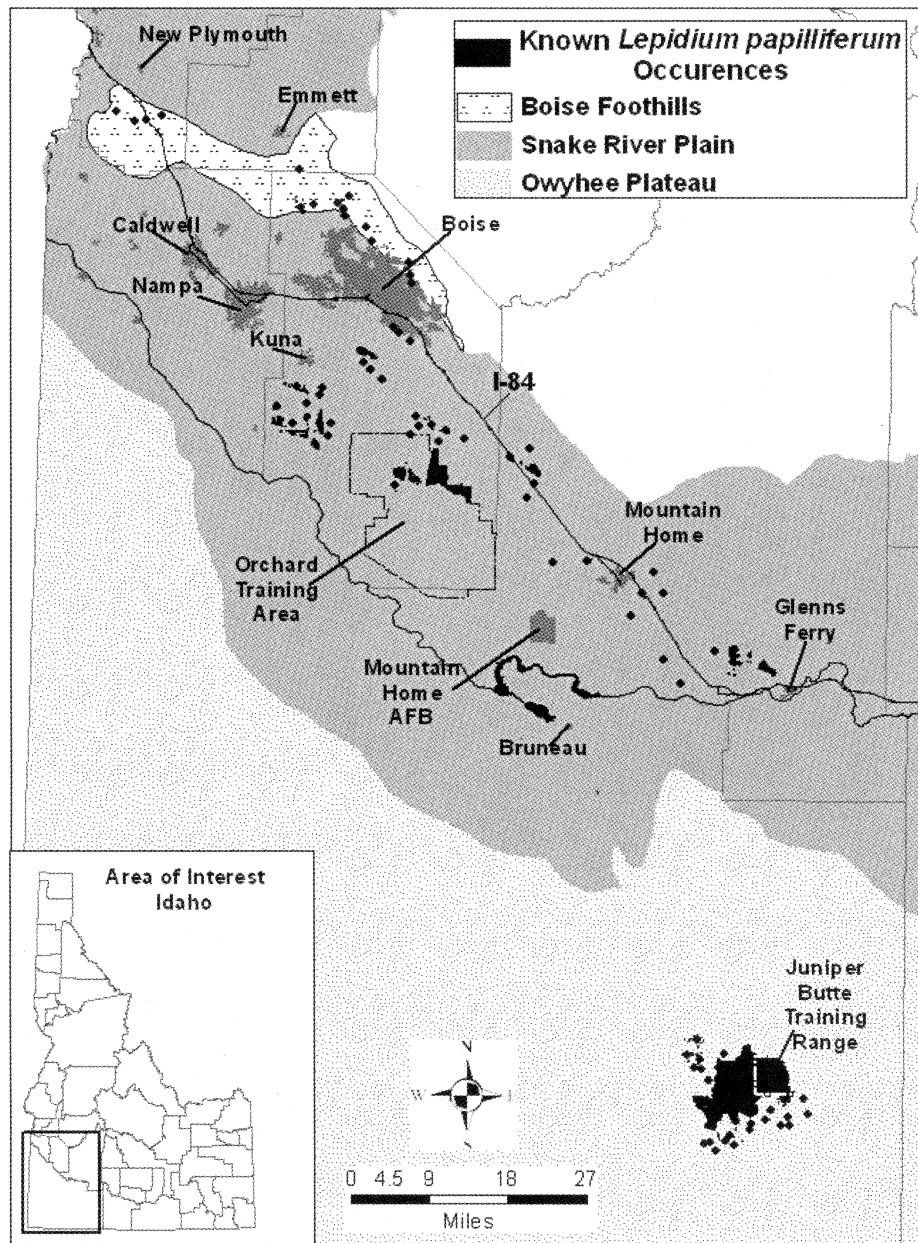 New Plymouth
Emmett
Known Lepidium papilliferum
Occurences
Boise Foothills
Snake River Plain
Owyhee Plateau
Caldwell
Boise
Nampa
Kuna
I-84
Mountain
Home
Orchard
Training
Area
Glenns
Ferry
Mountain
Home
AFB
Bruneau
Area of Interest
Idaho
Juniper
Butte
Training
Range
N
W
0 4.5 9 18 27
Miles